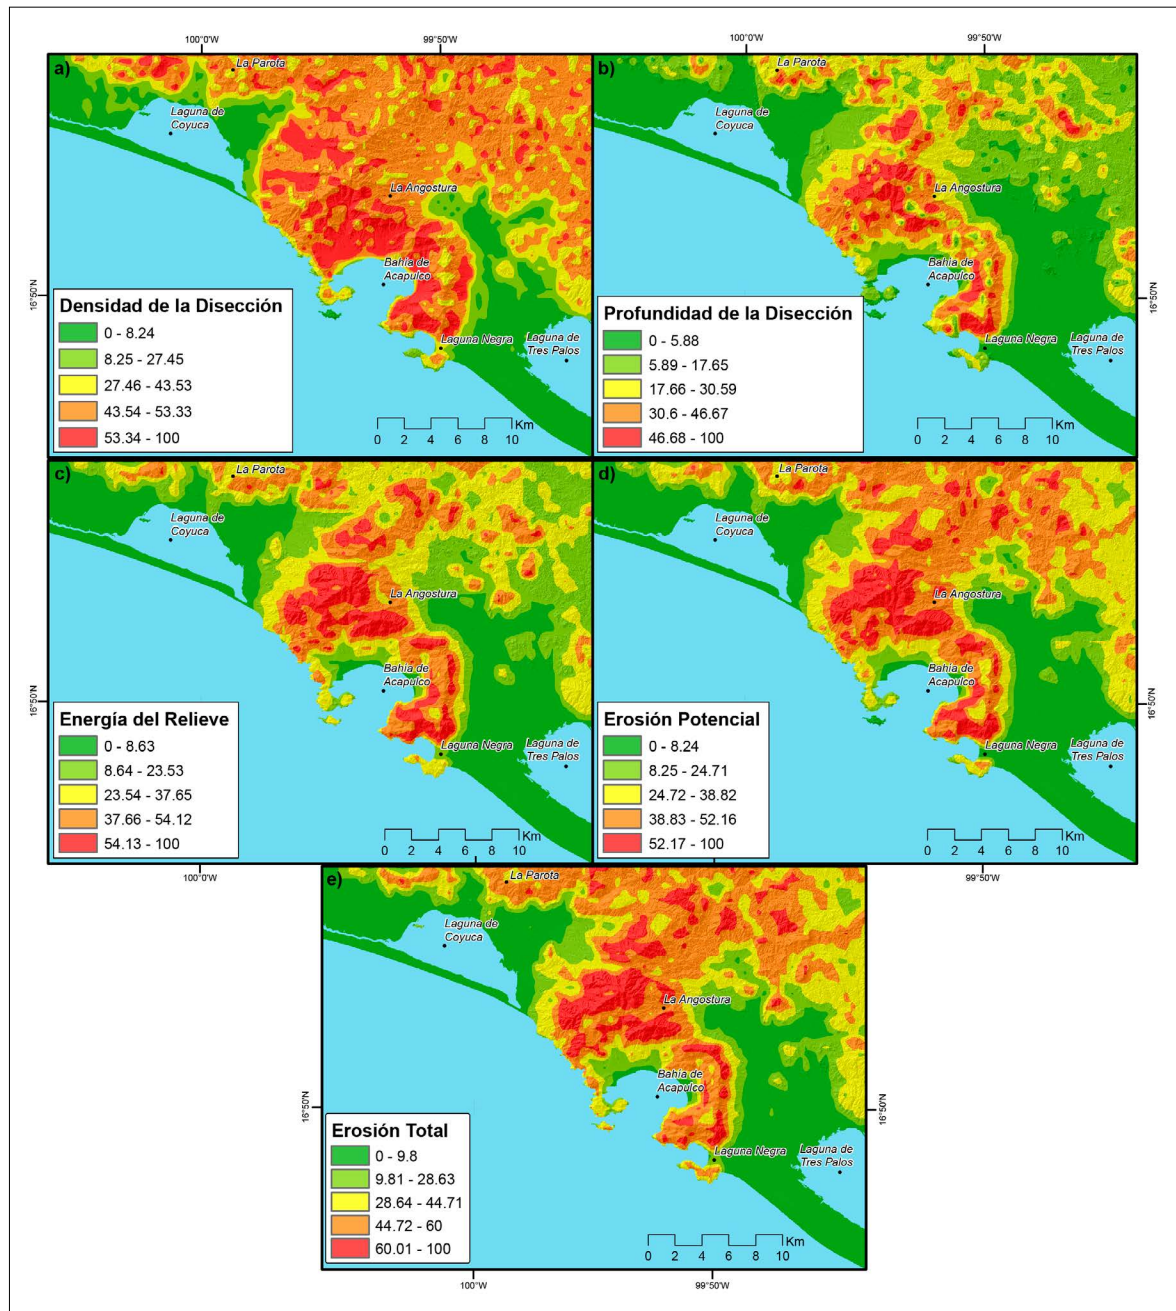 100°0'W
99°50'W
100°0'W
99°50'W
a)
La Parota
Laguna de
Coyuca
La Angostura
Bahía de
Acapulco
Laguna Negra
Laguna de
Tres Palos
16°50'N
Densidad de la Disección
0 - 8.24
8.25 - 27.45
27.46 - 43.53
43.54 - 53.33
53.34 - 100
Km
0 2 4 6 8 10
b)
La Parota
Laguna de
Coyuca
La Angostura
Bahía de
Acapulco
Laguna Negra
Laguna de
Tres Palos
16°50'N
Profundidad de la Disección
0 - 5.88
5.89 - 17.65
17.66 - 30.59
30.6 - 46.67
46.68 - 100
Km
0 2 4 6 8 10
c)
La Parota
Laguna de
Coyuca
La Angostura
Bahía de
Acapulco
Laguna Negra
Laguna de
Tres Palos
16°50'N
Energía del Relieve
0 - 8.63
8.64 - 23.53
23.54 - 37.65
37.66 - 54.12
54.13 - 100
Km
0 2 4 6 8 10
100°0'W
d)
La Parota
Laguna de
Coyuca
La Angostura
Bahía de
Acapulco
Laguna Negra
Laguna de
Tres Palos
16°50'N
Erosión Potencial
0 - 8.24
8.25 - 24.71
24.72 - 38.82
38.83 - 52.16
52.17 - 100
Km
0 2 4 6 8 10
99°50'W
e)
La Parota
Laguna de
Coyuca
La Angostura
Bahía de
Acapulco
Laguna Negra
Laguna de
Tres Palos
16°50'N
16°50'N
Erosión Total
0 - 9.8
9.81 - 28.63
28.64 - 44.71
44.72 - 60
60.01 - 100
Km
0 2 4 6 8 10
100°W
99°50'W